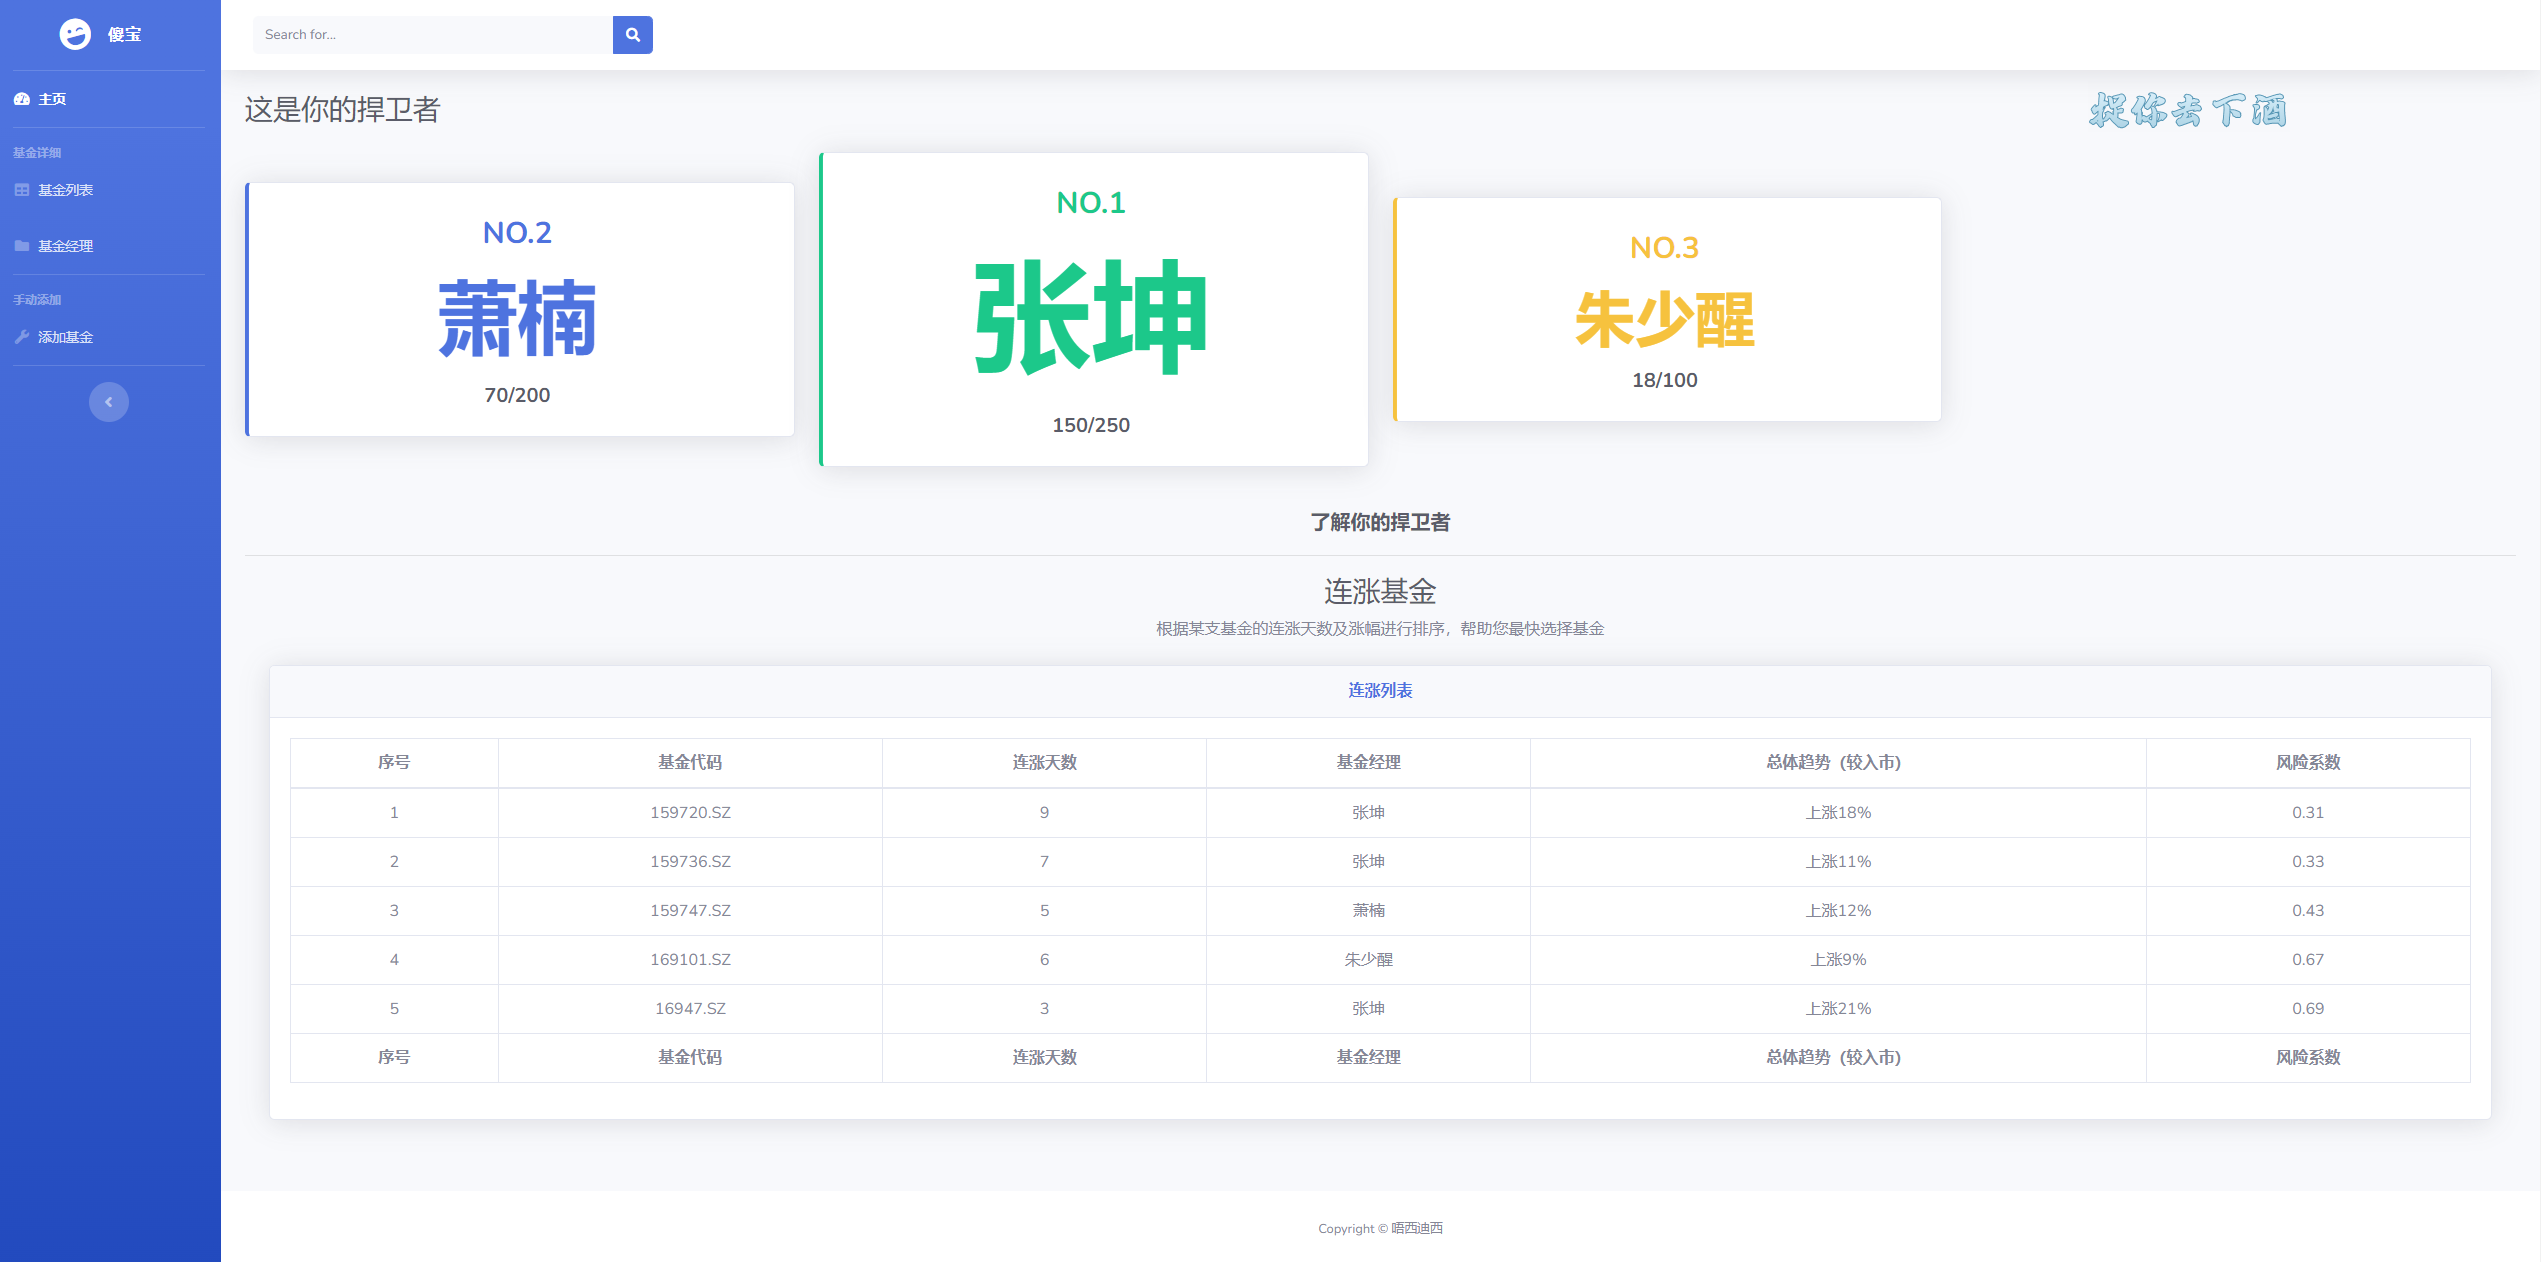 傻宝
Search for...
主页
基金详细
基金列表
基金经理
手动添加
添加基金
这是你的捍卫者
捉你去下酒
NO.2
萧楠
70/200
NO.1
张坤
150/250
NO.3
朱少醒
18/100
了解你的捍卫者
连涨基金
根据某支基金的连涨天数及涨幅进行排序，帮助您最快选择基金
连涨列表
序号 基金代码 连涨天数 基金经理 总体趋势（较入市） 风险系数
1 159720.SZ 9 张坤 上涨18% 0.31
2 159736.SZ 7 张坤 上涨11% 0.33
3 159747.SZ 5 萧楠 上涨12% 0.43
4 169101.SZ 6 朱少醒 上涨9% 0.67
5 16947.SZ 3 张坤 上涨21% 0.69
序号 基金代码 连涨天数 基金经理 总体趋势（较入市） 风险系数
Copyright © 唔西迪西